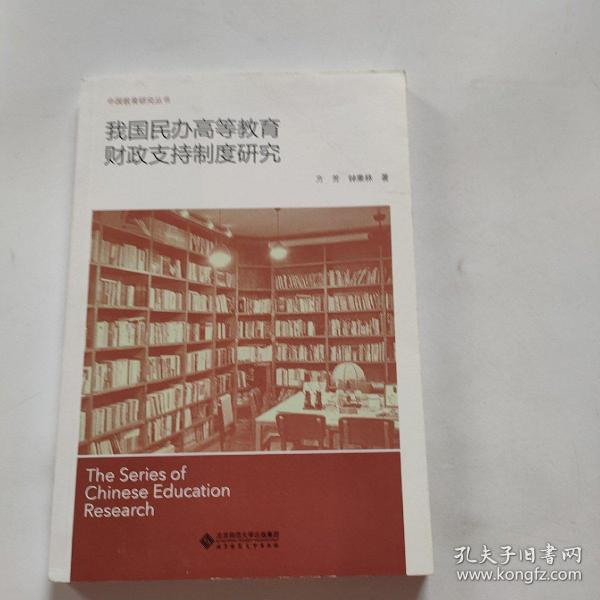 中国教育研究丛书
我国民办高等教育
财政支持制度研究
方 芳 钟秉林 著
The Series of
Chinese Education
Research
北京师范大学出版集团
北京师范大学出版社
孔夫子旧书网
www.kongfz.com